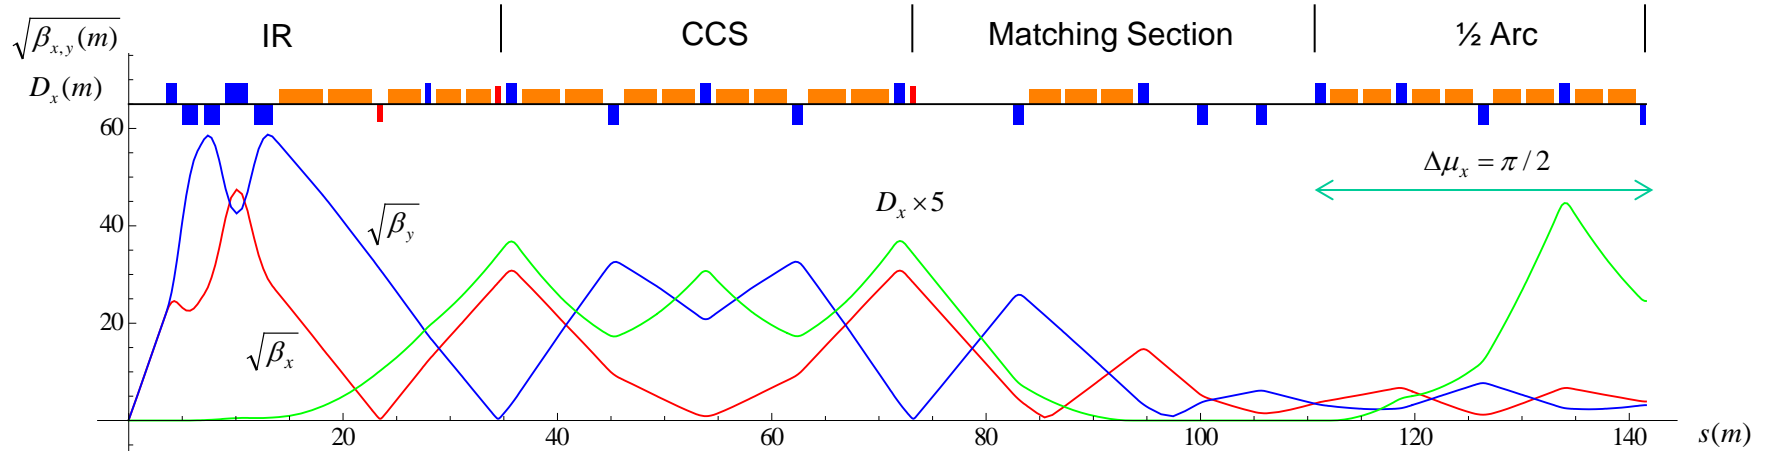 √β_{x,y}(m) IR CCS Matching Section ½ Arc
D_x(m)
60
Δμ_x = π / 2
D_x × 5
√β_y
40
20
√β_x
20 40 60 80 100 120 140 s(m)